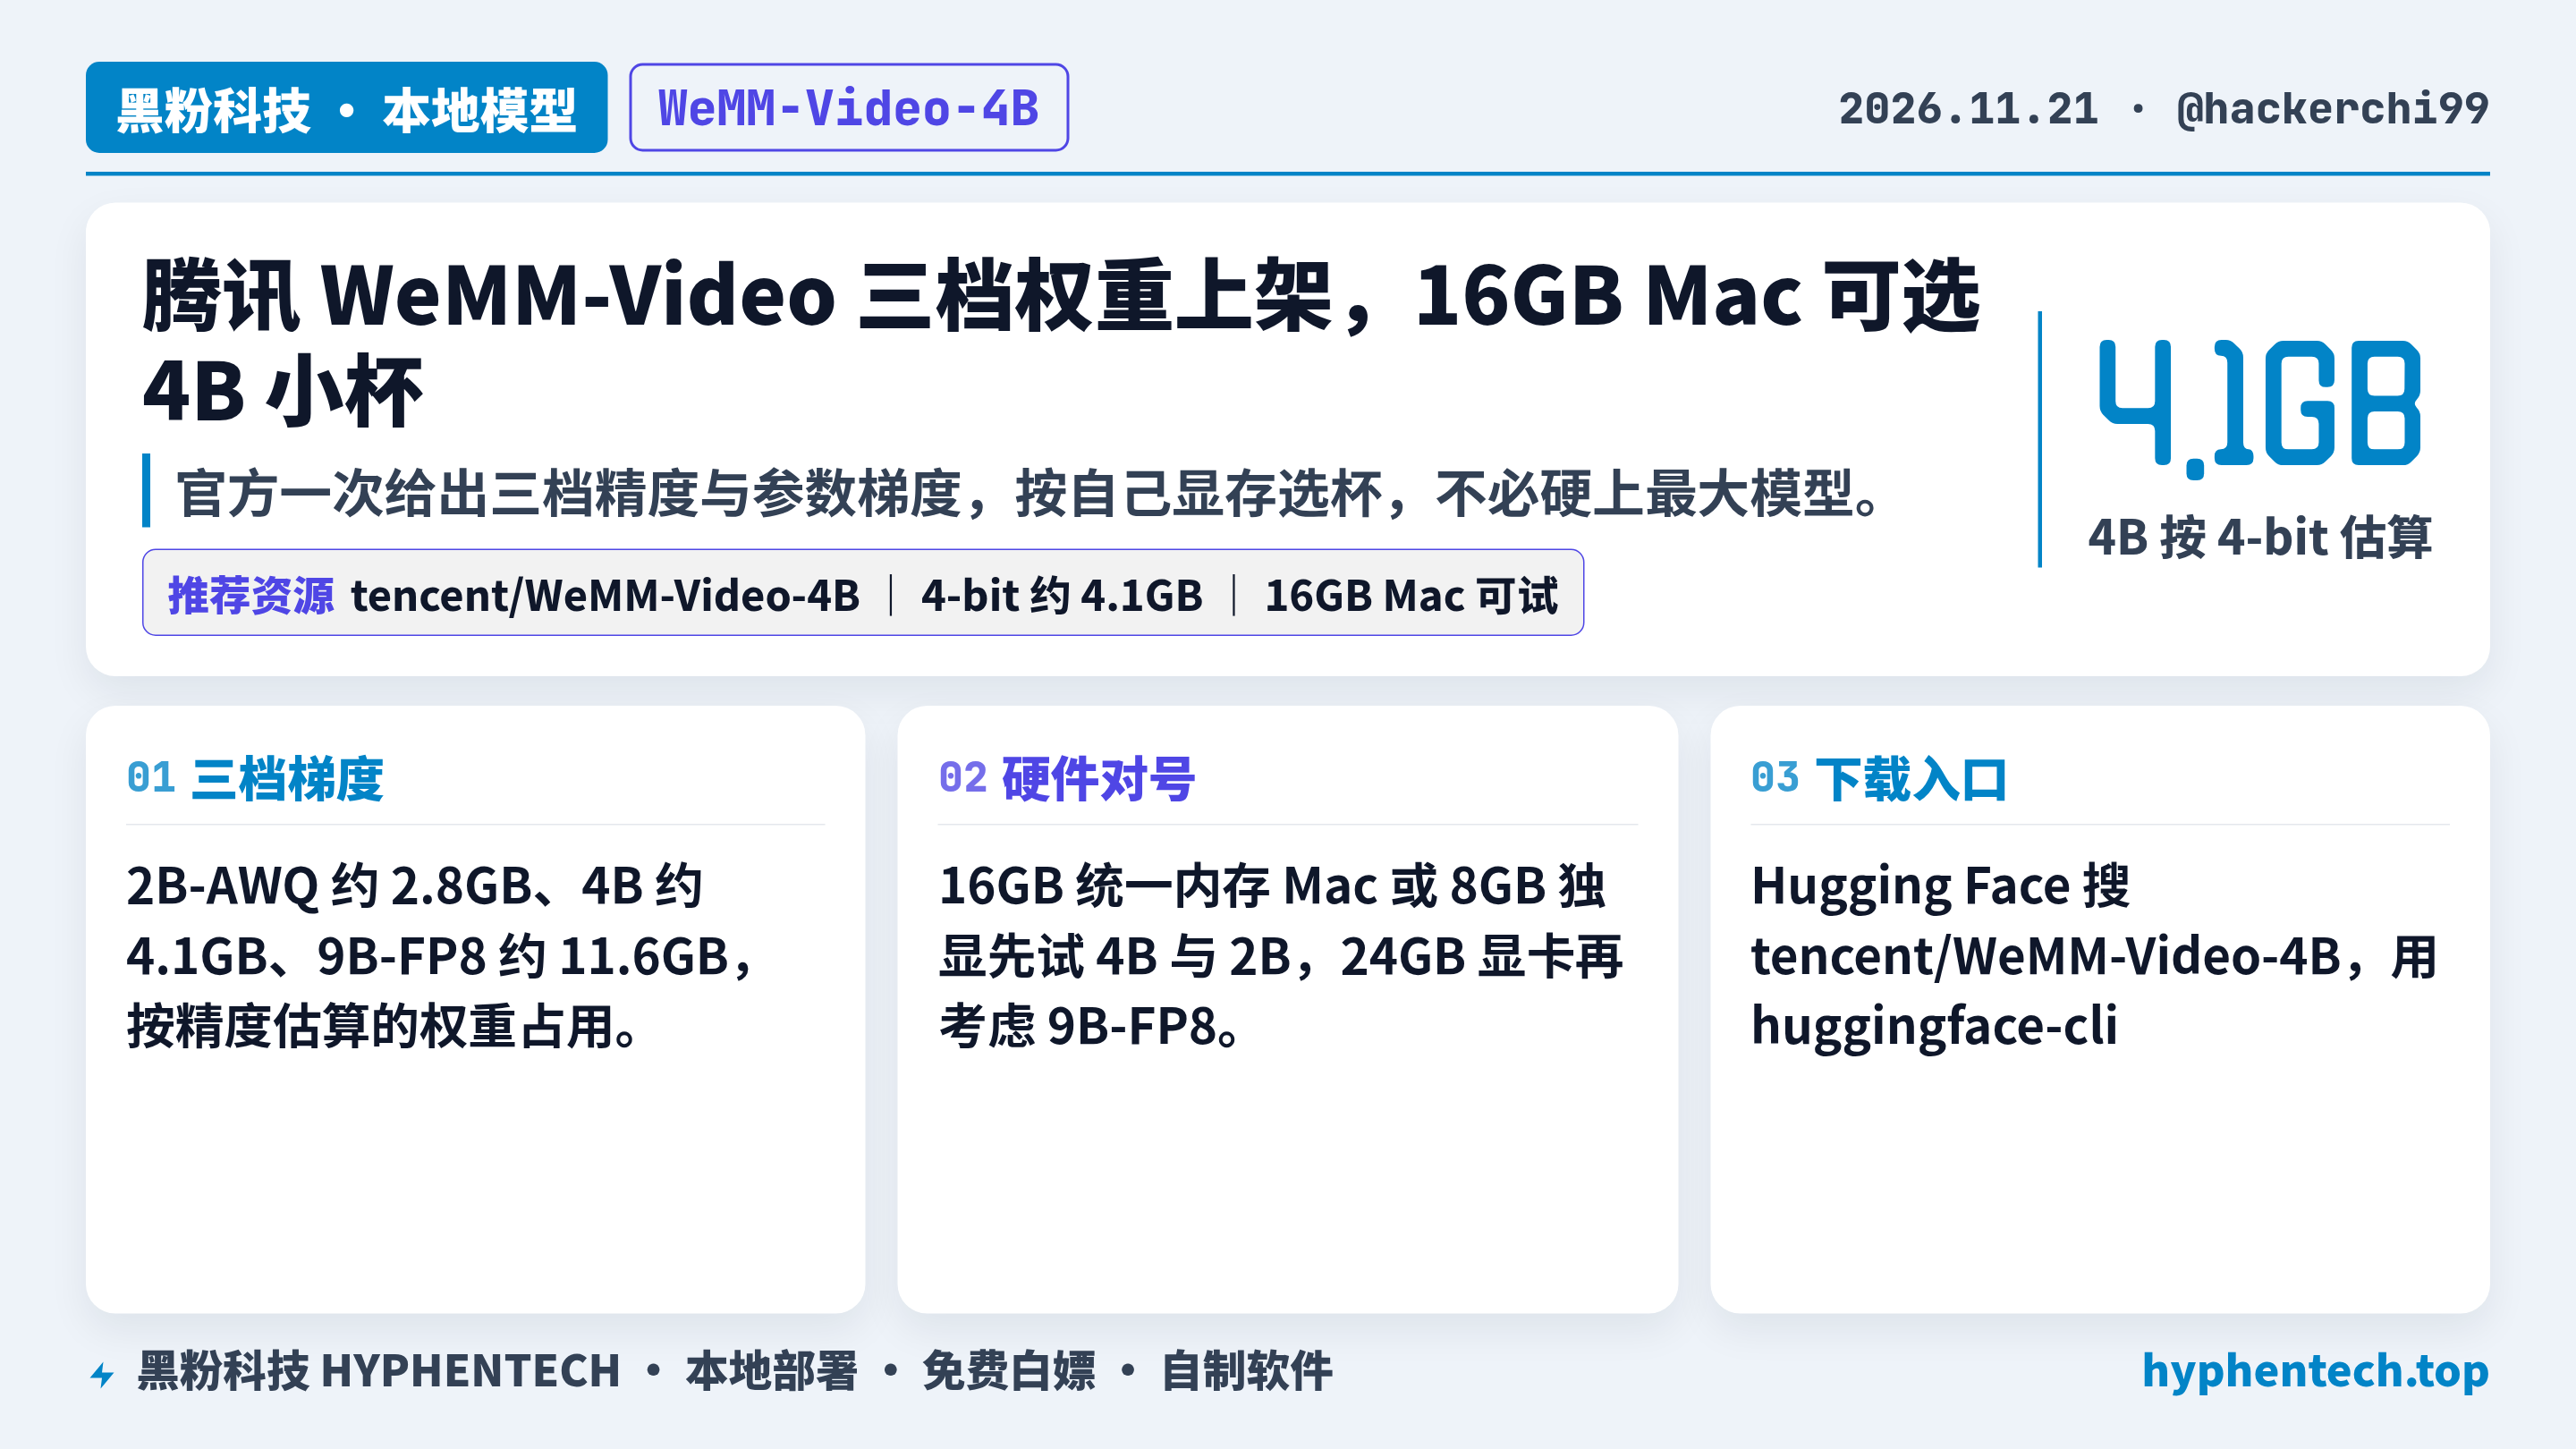 黑粉科技 · 本地模型
WeMM-Video-4B
2026.11.21 · @hackerchi99
腾讯 WeMM-Video 三档权重上架，16GB Mac 可选
4B 小杯
官方一次给出三档精度与参数梯度，按自己显存选杯，不必硬上最大模型。
推荐资源 tencent/WeMM-Video-4B ｜ 4-bit 约 4.1GB ｜ 16GB Mac 可试
4.1GB
4B 按 4-bit 估算
01 三档梯度
2B-AWQ 约 2.8GB、4B 约
4.1GB、9B-FP8 约 11.6GB，
按精度估算的权重占用。
02 硬件对号
16GB 统一内存 Mac 或 8GB 独
显先试 4B 与 2B，24GB 显卡再
考虑 9B-FP8。
03 下载入口
Hugging Face 搜
tencent/WeMM-Video-4B，用
huggingface-cli
黑粉科技 HYPHENTECH · 本地部署 · 免费白嫖 · 自制软件
hyphentech.top